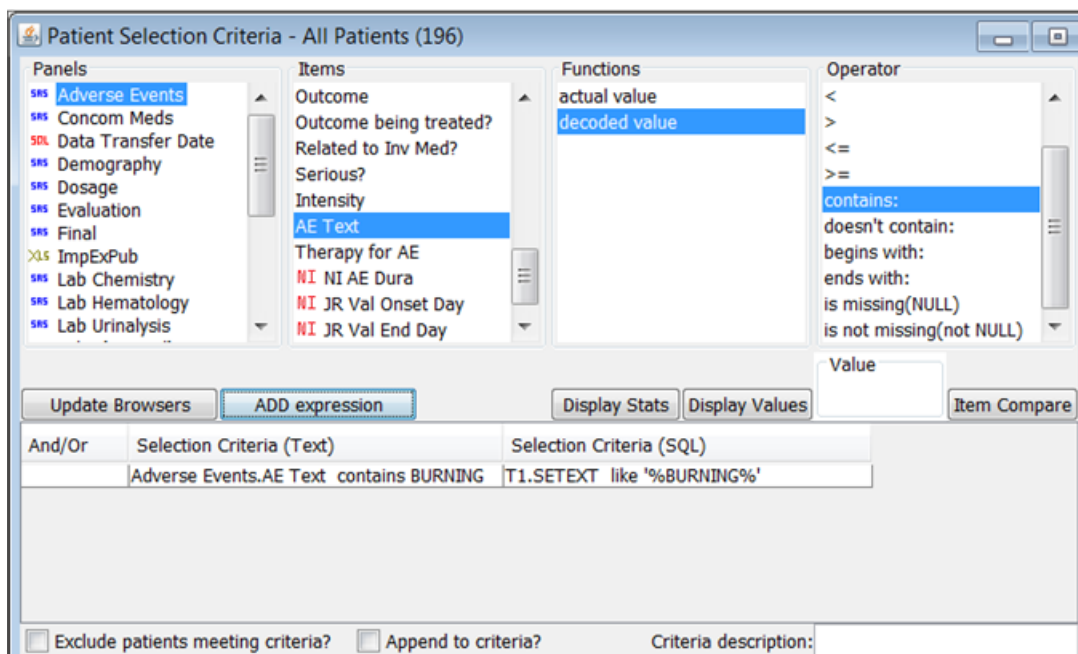 Patient Selection Criteria - All Patients (196)
Panels
SAS Adverse Events
SAS Concom Meds
SQL Data Transfer Date
SAS Demography
SAS Dosage
SAS Evaluation
SAS Final
XLS ImpExPub
SAS Lab Chemistry
SAS Lab Hematology
SAS Lab Urinalysis
Items
Outcome
Outcome being treated?
Related to Inv Med?
Serious?
Intensity
AE Text
Therapy for AE
NI NI AE Dura
NI JR Val Onset Day
NI JR Val End Day
Functions
actual value
decoded value
Operator
<
>
<=
>=
contains:
doesn't contain:
begins with:
ends with:
is missing(NULL)
is not missing(not NULL)
Value
Update Browsers ADD expression Display Stats Display Values Item Compare
And/Or Selection Criteria (Text) Selection Criteria (SQL)
Adverse Events.AE Text contains BURNING T1.SETEXT like '%BURNING%'
Exclude patients meeting criteria? Append to criteria? Criteria description: